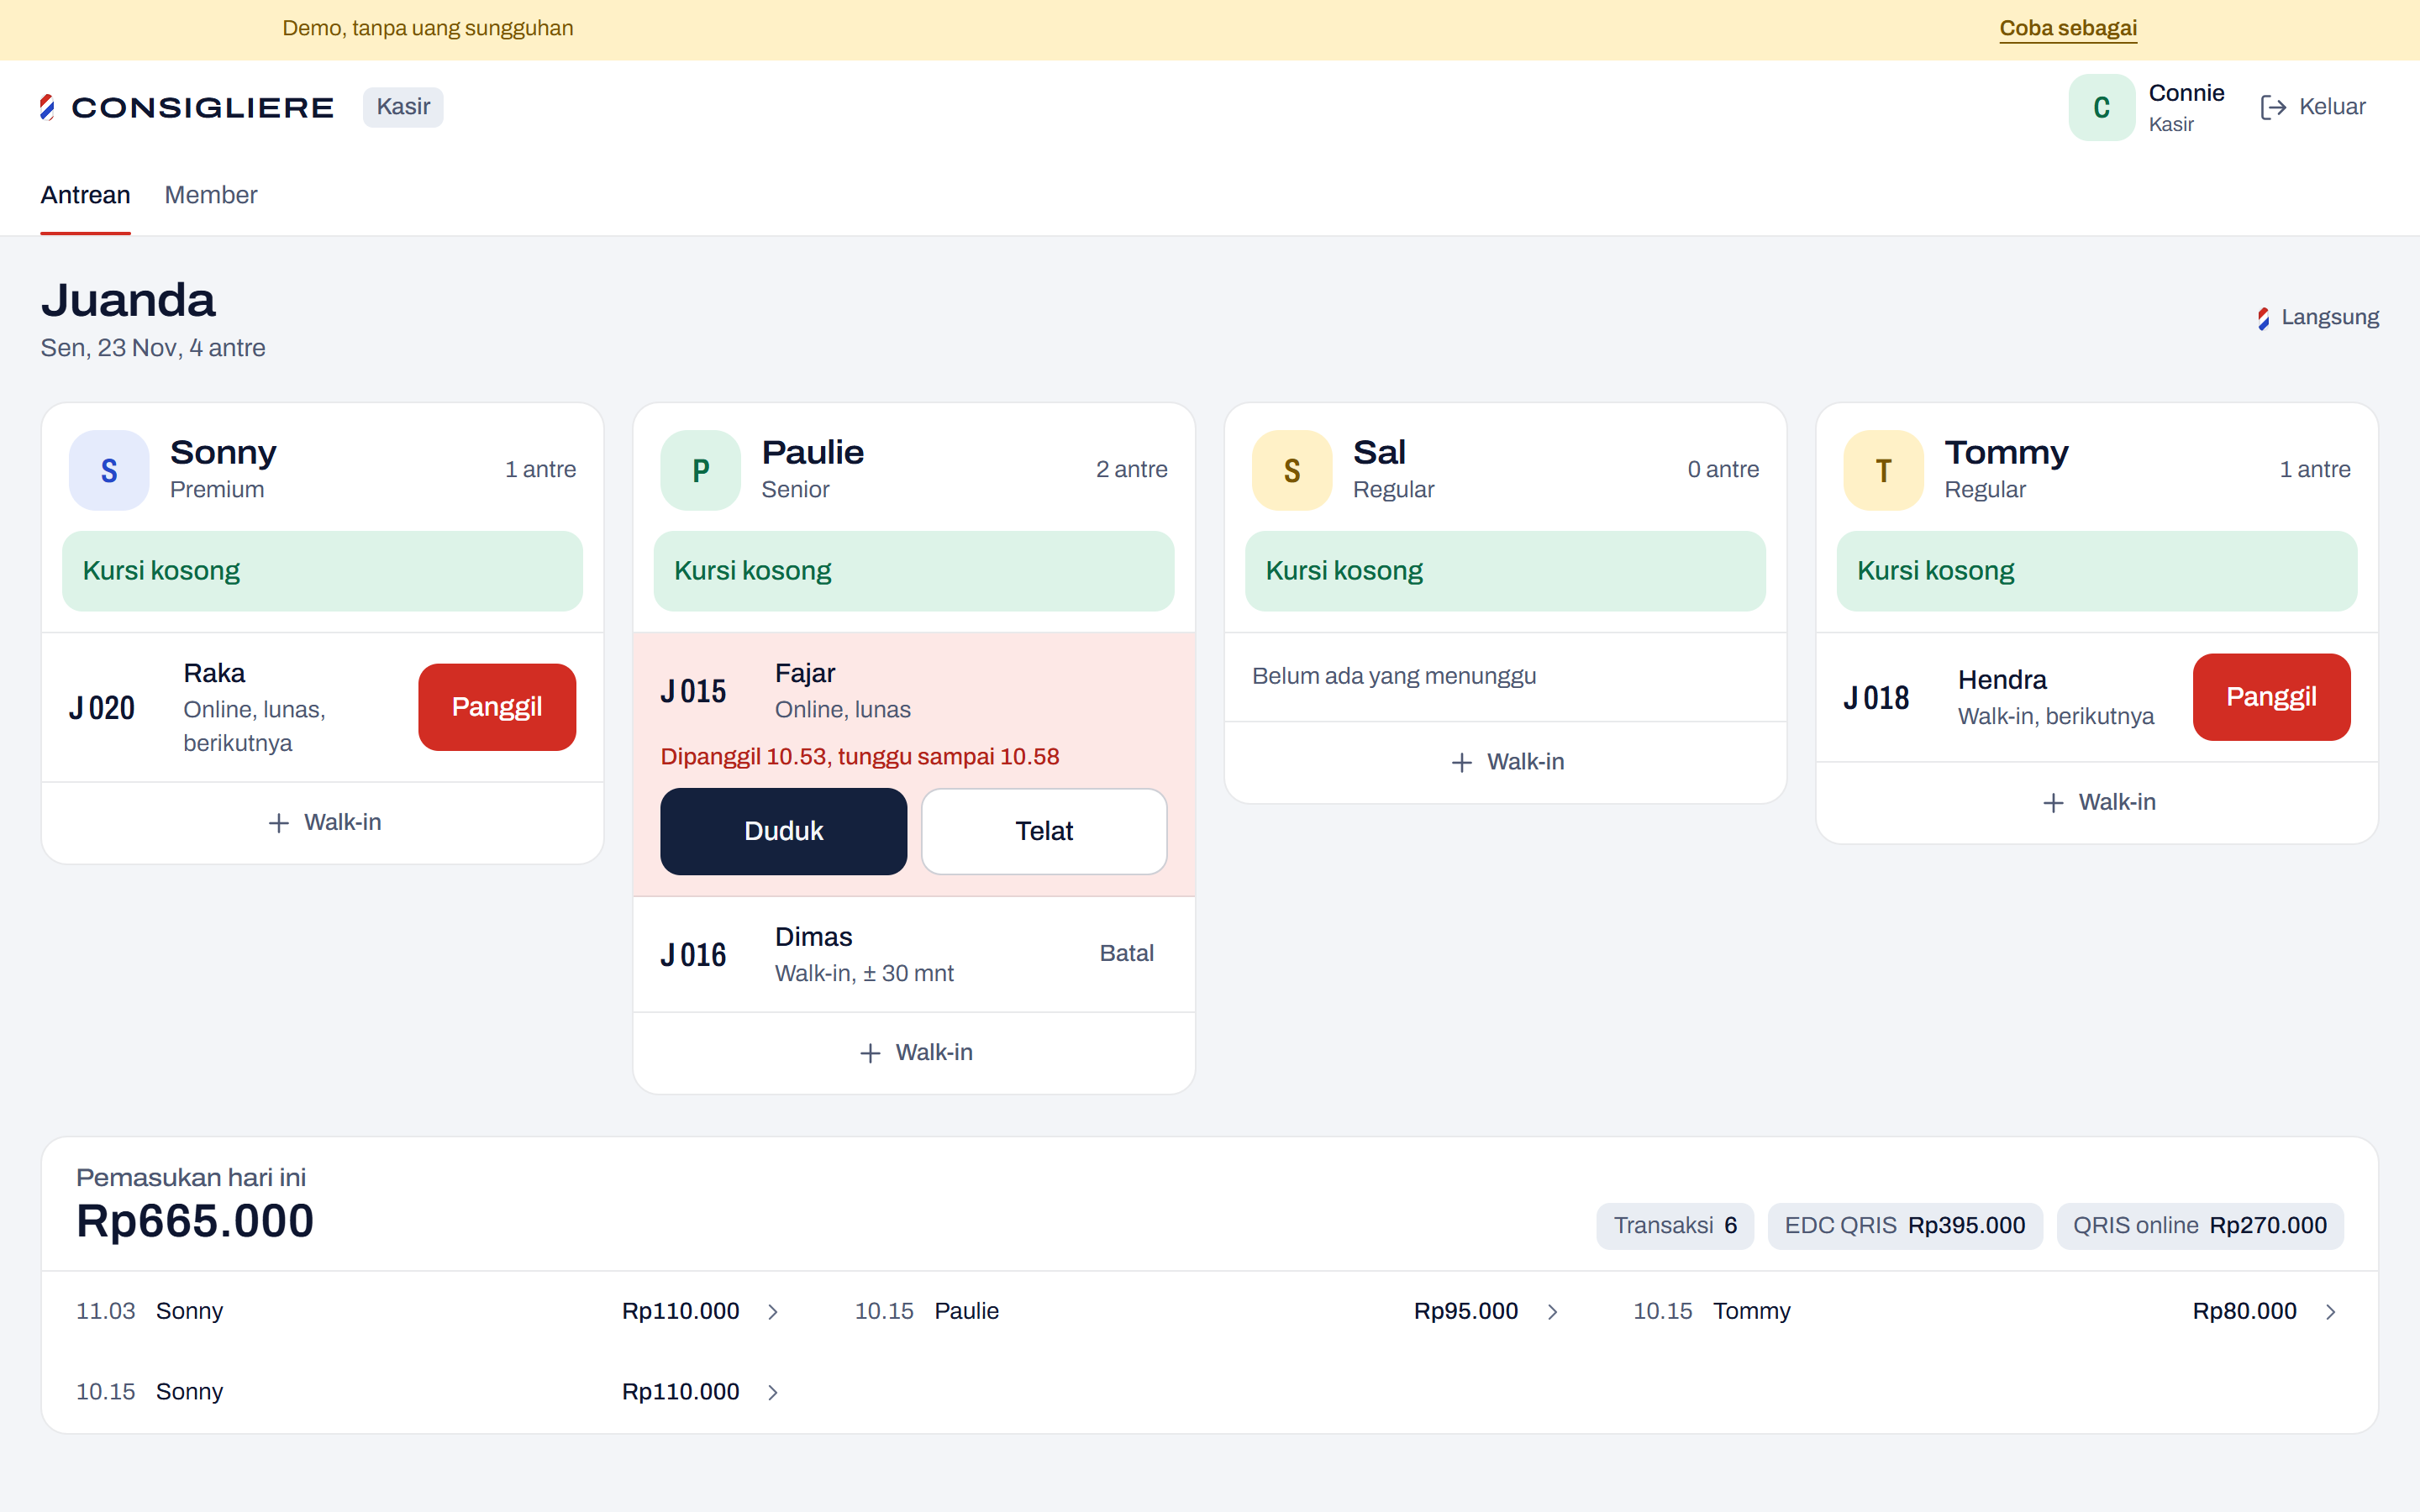 Demo, tanpa uang sungguhan
Coba sebagai
CONSIGLIERE
Kasir
C
Connie
Kasir
Keluar
Antrean
Member
Juanda
Sen, 23 Nov, 4 antre
Langsung
S
Sonny
Premium
1 antre
Kursi kosong
J 020
Raka
Online, lunas,
berikutnya
Panggil
+ Walk-in
P
Paulie
Senior
2 antre
Kursi kosong
J 015
Fajar
Online, lunas
Dipanggil 10.53, tunggu sampai 10.58
Duduk
Telat
J 016
Dimas
Walk-in, ± 30 mnt
Batal
+ Walk-in
S
Sal
Regular
0 antre
Kursi kosong
Belum ada yang menunggu
+ Walk-in
T
Tommy
Regular
1 antre
Kursi kosong
J 018
Hendra
Walk-in, berikutnya
Panggil
+ Walk-in
Pemasukan hari ini
Rp665.000
Transaksi 6
EDC QRIS Rp395.000
QRIS online Rp270.000
11.03 Sonny Rp110.000
10.15 Paulie Rp95.000
10.15 Tommy Rp80.000
10.15 Sonny Rp110.000